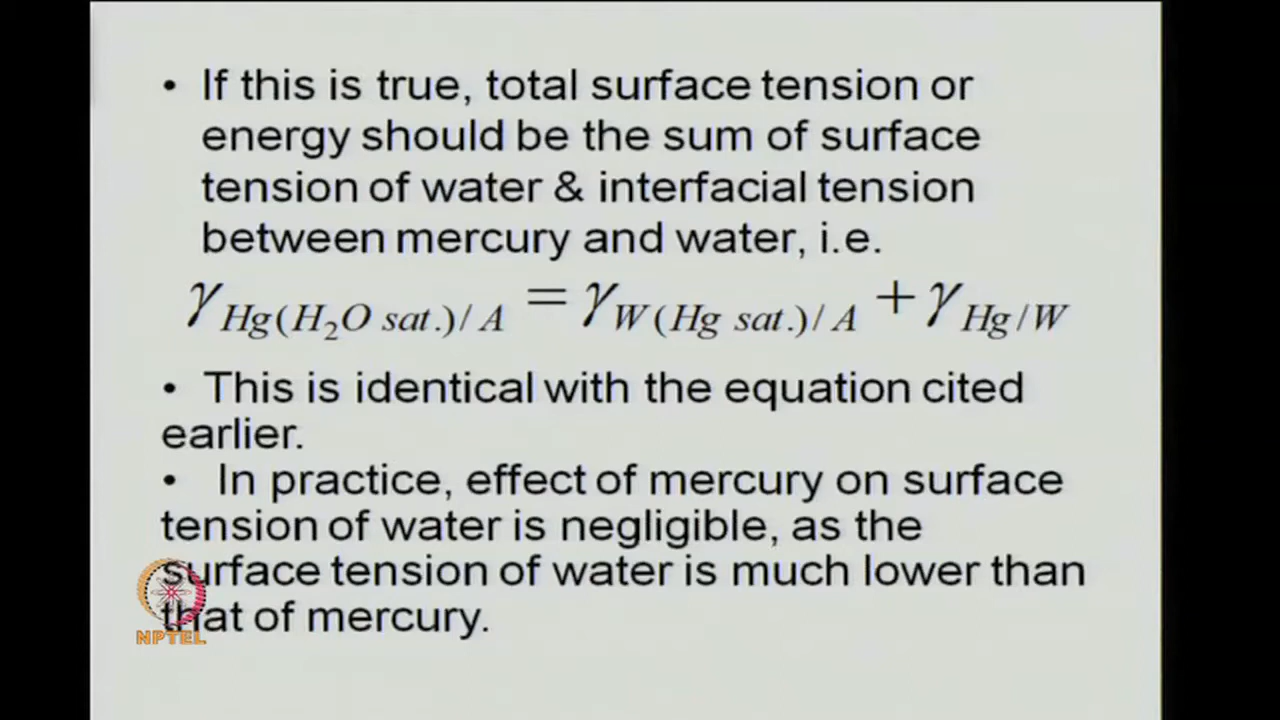 • If this is true, total surface tension or
energy should be the sum of surface
tension of water & interfacial tension
between mercury and water, i.e.
γ Hg(H₂O sat.)/A = γ W(Hg sat.)/A + γ Hg/W
• This is identical with the equation cited
earlier.
• In practice, effect of mercury on surface
tension of water is negligible, as the
surface tension of water is much lower than
that of mercury.
NPTEL